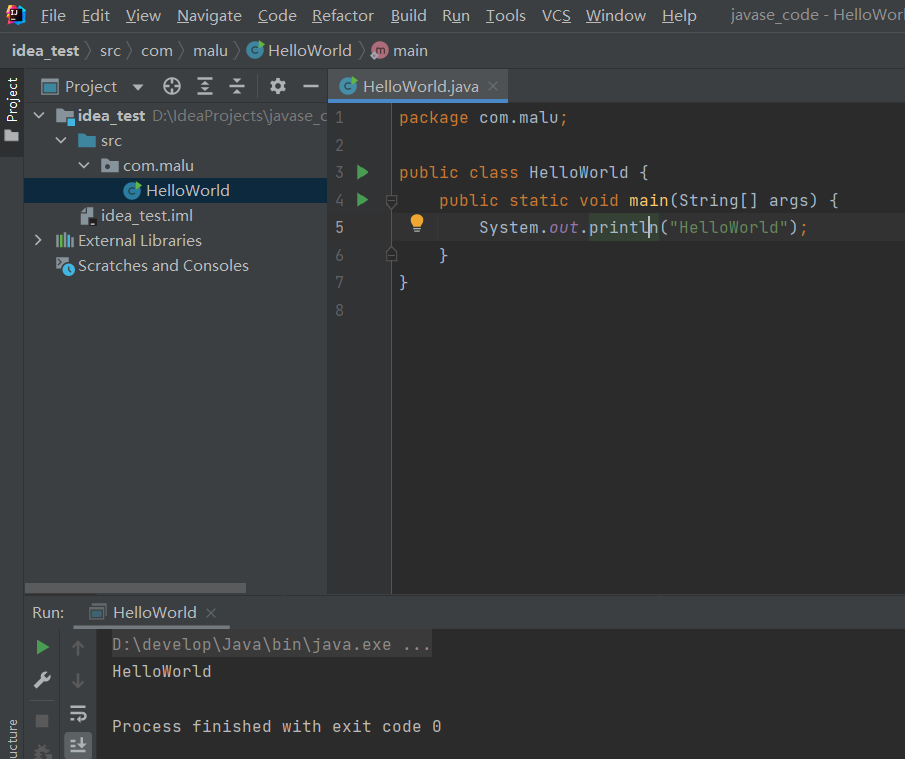 File Edit View Navigate Code Refactor Build Run Tools VCS Window Help javase_code - HelloWorl
idea_test src com malu HelloWorld main
Project
Project
HelloWorld.java
idea_test D:\IdeaProjects\javase_c
src
com.malu
HelloWorld
idea_test.iml
External Libraries
Scratches and Consoles
1 package com.malu;
2
3 public class HelloWorld {
4 public static void main(String[] args) {
5 System.out.println("HelloWorld");
6 }
7 }
8
Run: HelloWorld
D:\develop\Java\bin\java.exe ...
HelloWorld
Process finished with exit code 0
ucture